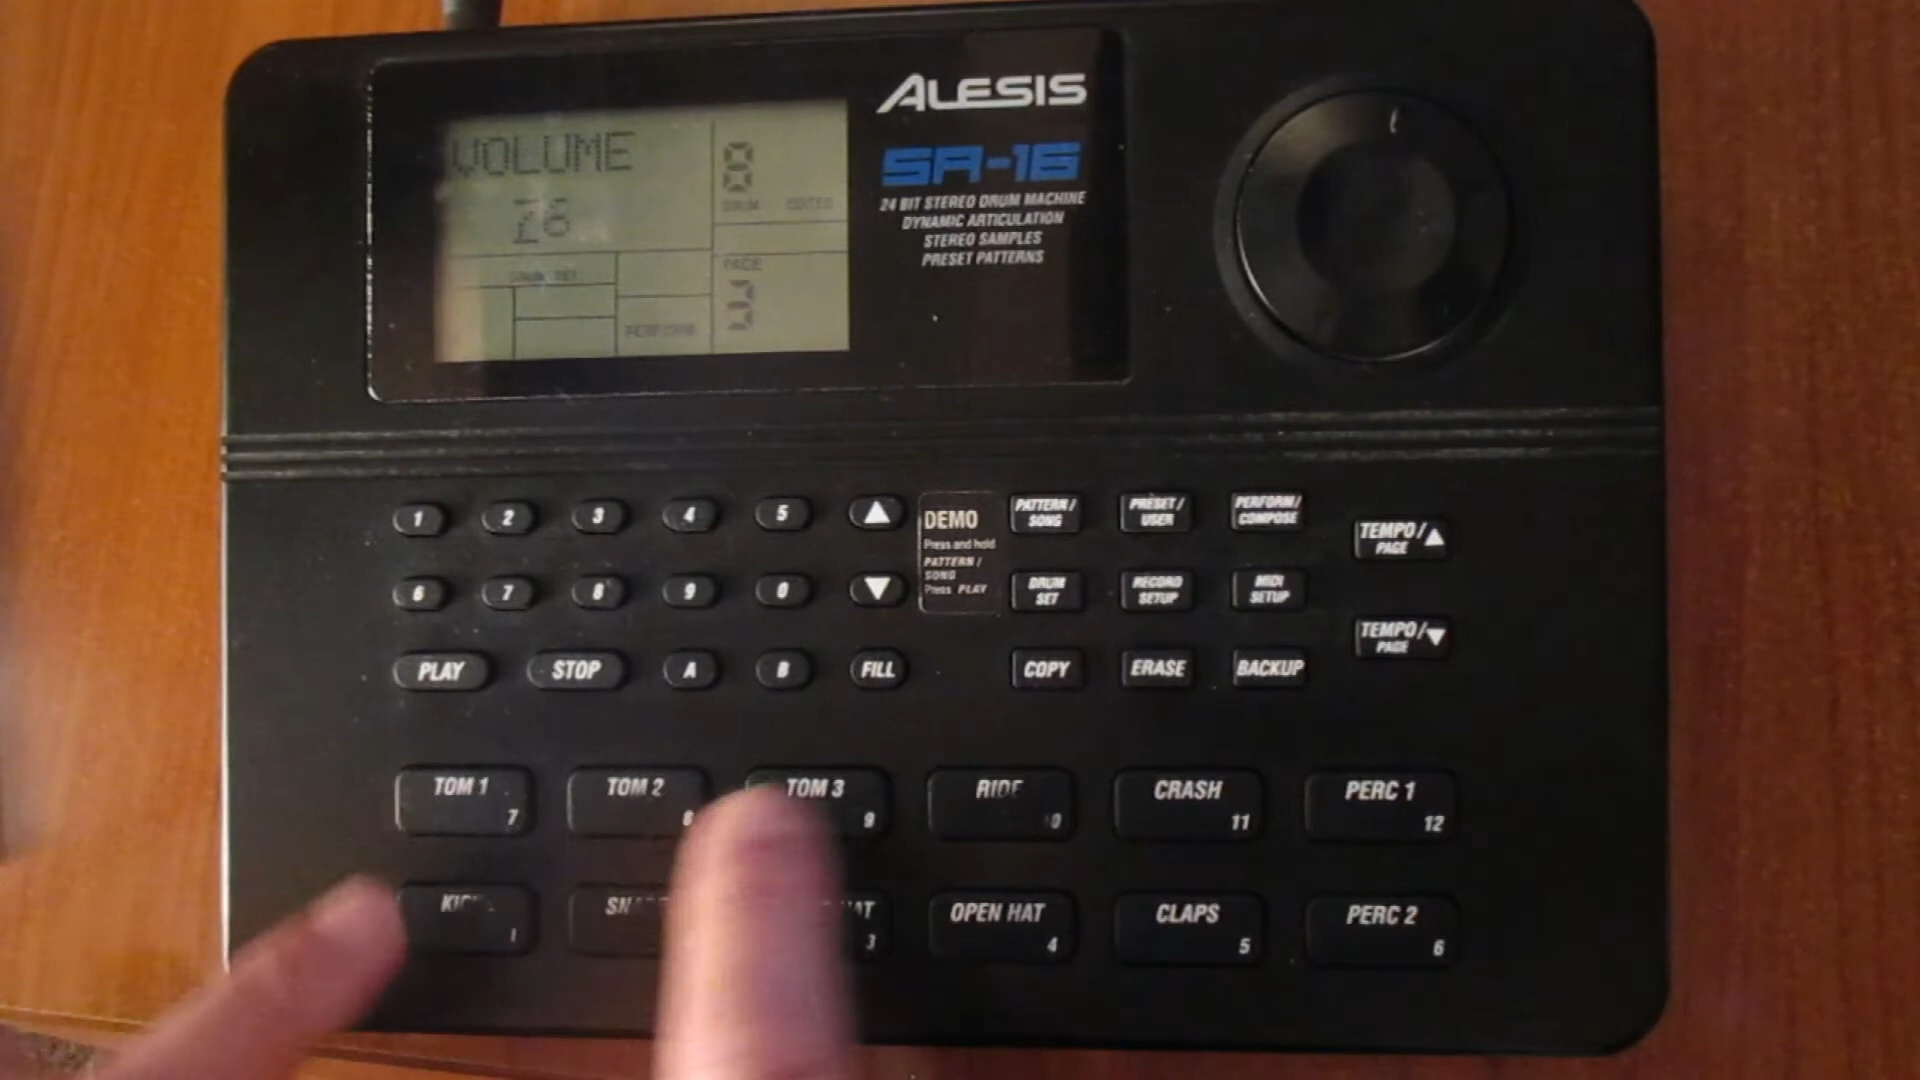 ALESIS
SR-16
24 BIT STEREO DRUM MACHINE
DYNAMIC ARTICULATION
STEREO SAMPLES
PRESET PATTERNS
VOLUME
8
DRUM EDITED
DRUM SET
PAGE
PERFORM
1 2 3 4 5
DEMO
Press and hold
PATTERN /
SONG
Press PLAY
PATTERN /
SONG
PRESET /
USER
PERFORM /
COMPOSE
TEMPO /
PAGE
6 7 8 9 0
DRUM
SET
RECORD
SETUP
MIDI
SETUP
TEMPO /
PAGE
PLAY STOP A B FILL COPY ERASE BACKUP
TOM 1 7
TOM 2 8
TOM 3 9
RIDE 10
CRASH 11
PERC 1 12
1
3
OPEN HAT 4
CLAPS 5
PERC 2 6